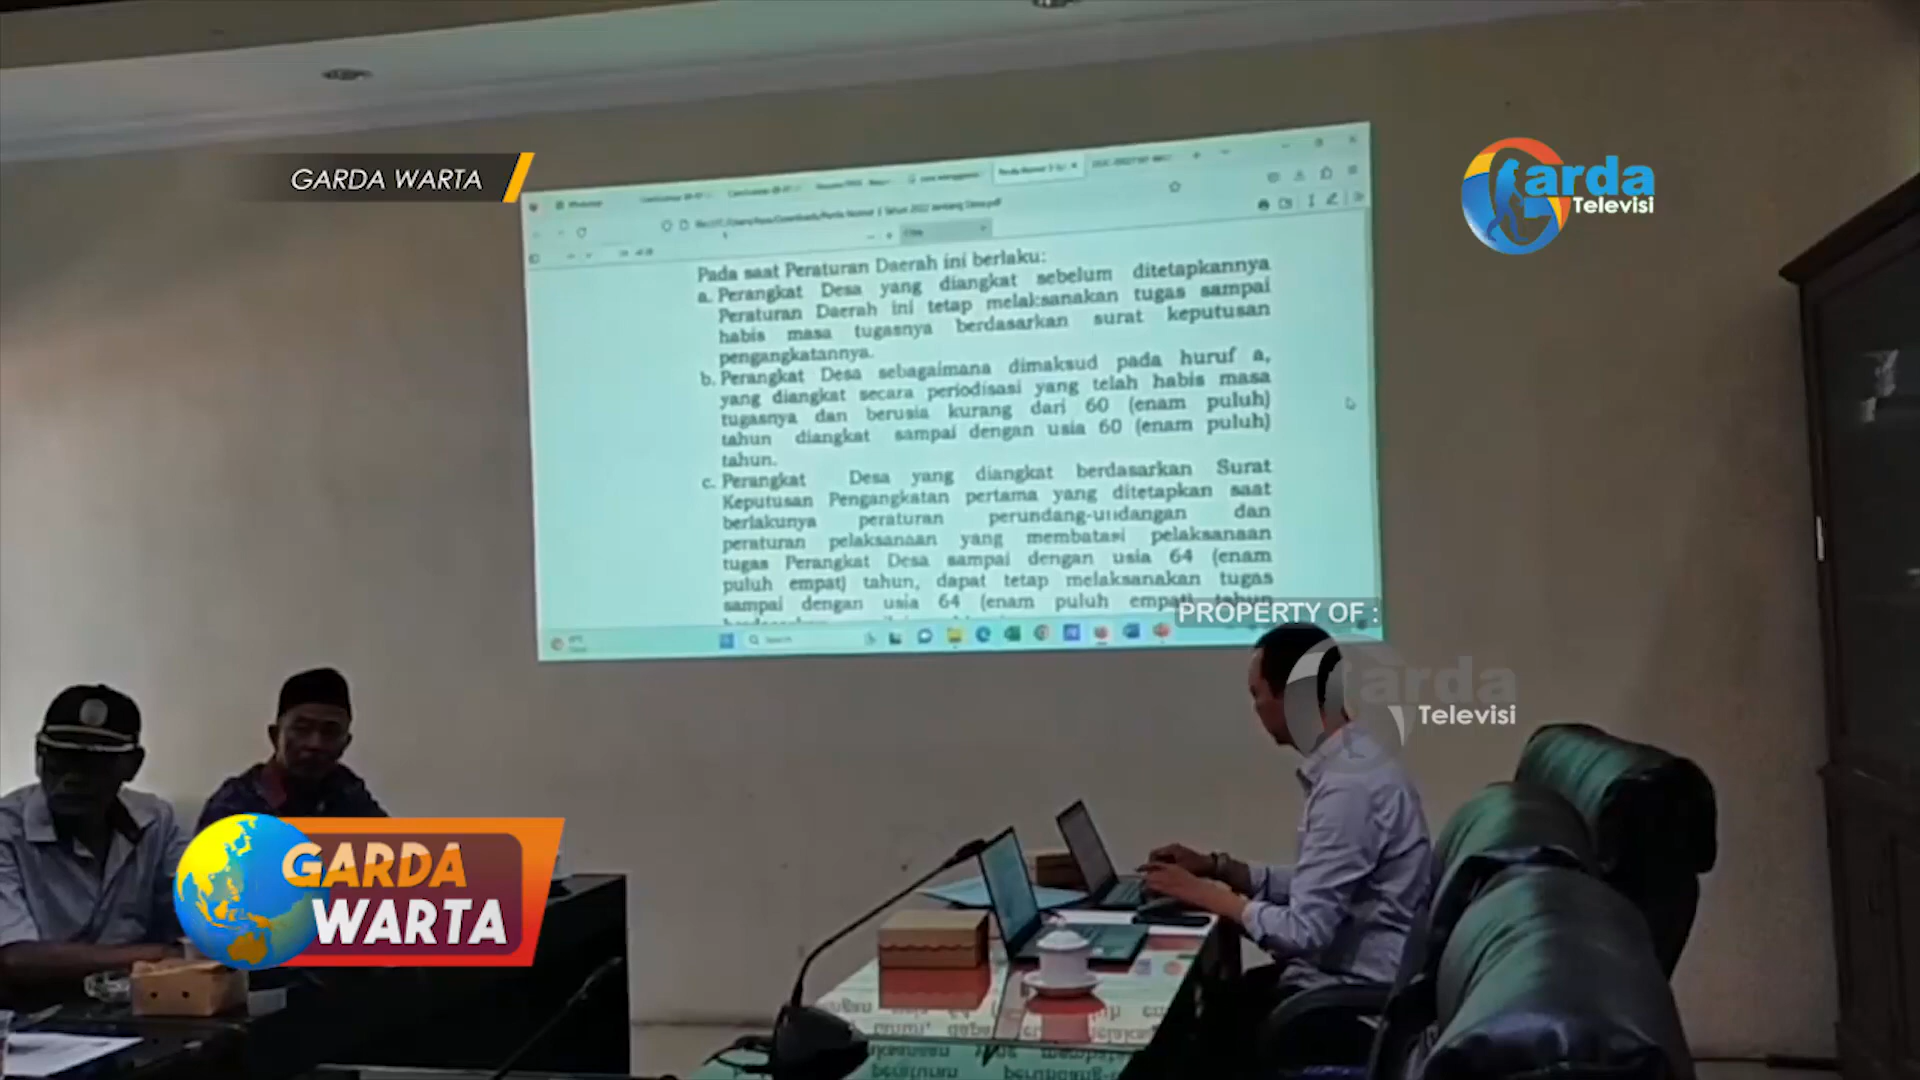 GARDA WARTA
arda
Televisi
Pada saat Peraturan Daerah ini berlaku:
a. Perangkat Desa yang diangkat sebelum ditetapkannya
Peraturan Daerah ini tetap melaksanakan tugas sampai
habis masa tugasnya berdasarkan surat keputusan
pengangkatannya.
b. Perangkat Desa sebagaimana dimaksud pada huruf a,
yang diangkat secara periodisasi yang telah habis masa
tugasnya dan berusia kurang dari 60 (enam puluh)
tahun diangkat sampai dengan usia 60 (enam puluh)
tahun.
c. Perangkat Desa yang diangkat berdasarkan Surat
Keputusan Pengangkatan pertama yang ditetapkan saat
berlakunya peraturan perundang-undangan dan
peraturan pelaksanaan yang membatasi pelaksanaan
tugas Perangkat Desa sampai dengan usia 64 (enam
puluh empat) tahun, dapat tetap melaksanakan tugas
sampai dengan usia 64 (enam puluh empat) tahun
PROPERTY OF :
arda
Televisi
GARDA
WARTA